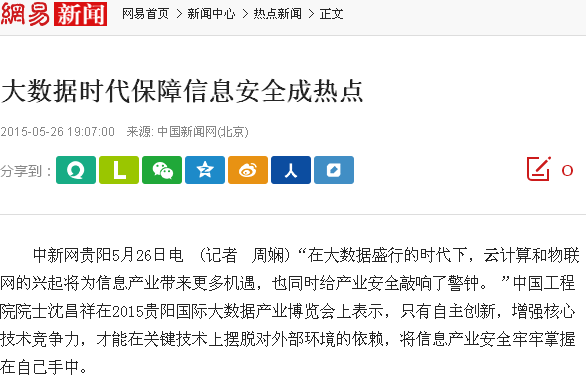 網易 新闻 网易首页 > 新闻中心 > 热点新闻 > 正文
大数据时代保障信息安全成热点
2015-05-26 19:07:00 来源: 中国新闻网(北京)
分享到: 0
中新网贵阳5月26日电 (记者 周娴) “在大数据盛行的时代下，云计算和物联
网的兴起将为信息产业带来更多机遇，也同时给产业安全敲响了警钟。”中国工程
院院士沈昌祥在2015贵阳国际大数据产业博览会上表示，只有自主创新，增强核心
技术竞争力，才能在关键技术上摆脱对外部环境的依赖，将信息产业安全牢牢掌握
在自己手中。